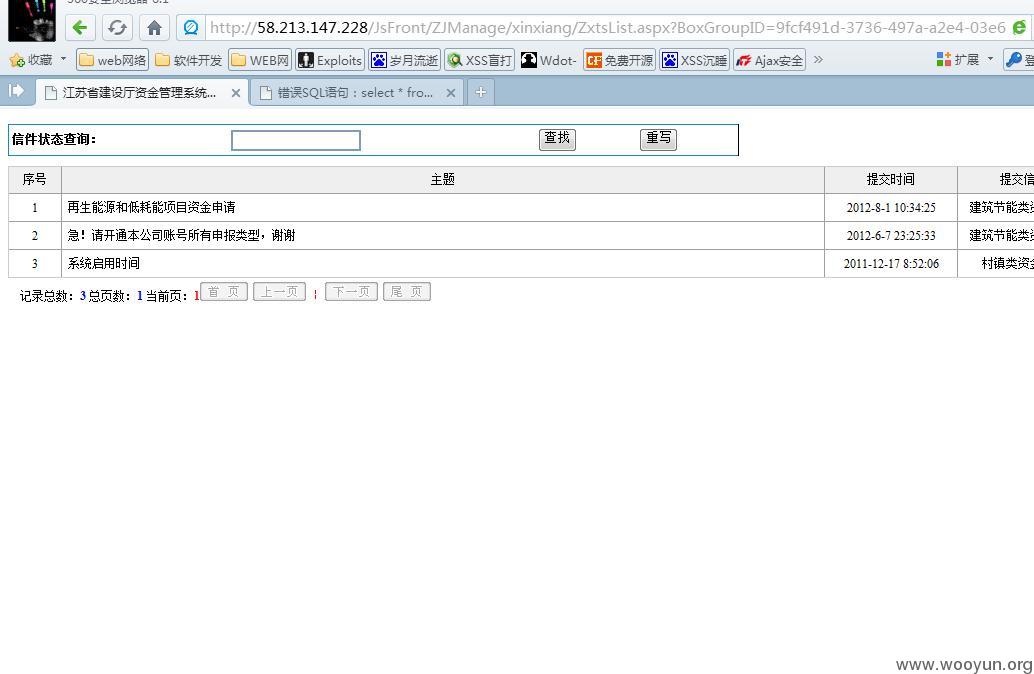 http://58.213.147.228/JsFront/ZJManage/xinxiang/ZxtsList.aspx?BoxGroupID=9fcf491d-3736-497a-a2e4-03e6
收藏 web网络 软件开发 WEB网 Exploits 岁月流逝 XSS盲打 Wdot- 免费开源 XSS沉睡 Ajax安全 » 扩展
江苏省建设厅资金管理系统... 错误SQL语句：select * fro...
信件状态查询： 查找 重写
序号 主题 提交时间 提交信
1 再生能源和低耗能项目资金申请 2012-8-1 10:34:25 建筑节能类
2 急！请开通本公司账号所有申报类型，谢谢 2012-6-7 23:25:33 建筑节能类
3 系统启用时间 2011-12-17 8:52:06 村镇类资
记录总数：3 总页数：1 当前页：1 首 页 上一页 ¦ 下一页 尾 页
www.wooyun.org